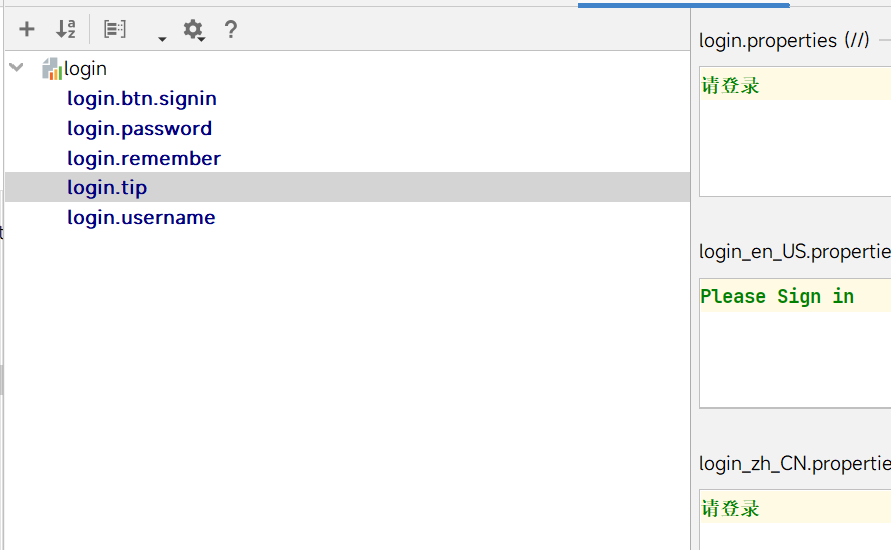 login
login.btn.signin
login.password
login.remember
login.tip
login.username
login.properties (//)
请登录
login_en_US.propertie
Please Sign in
login_zh_CN.propertie
请登录